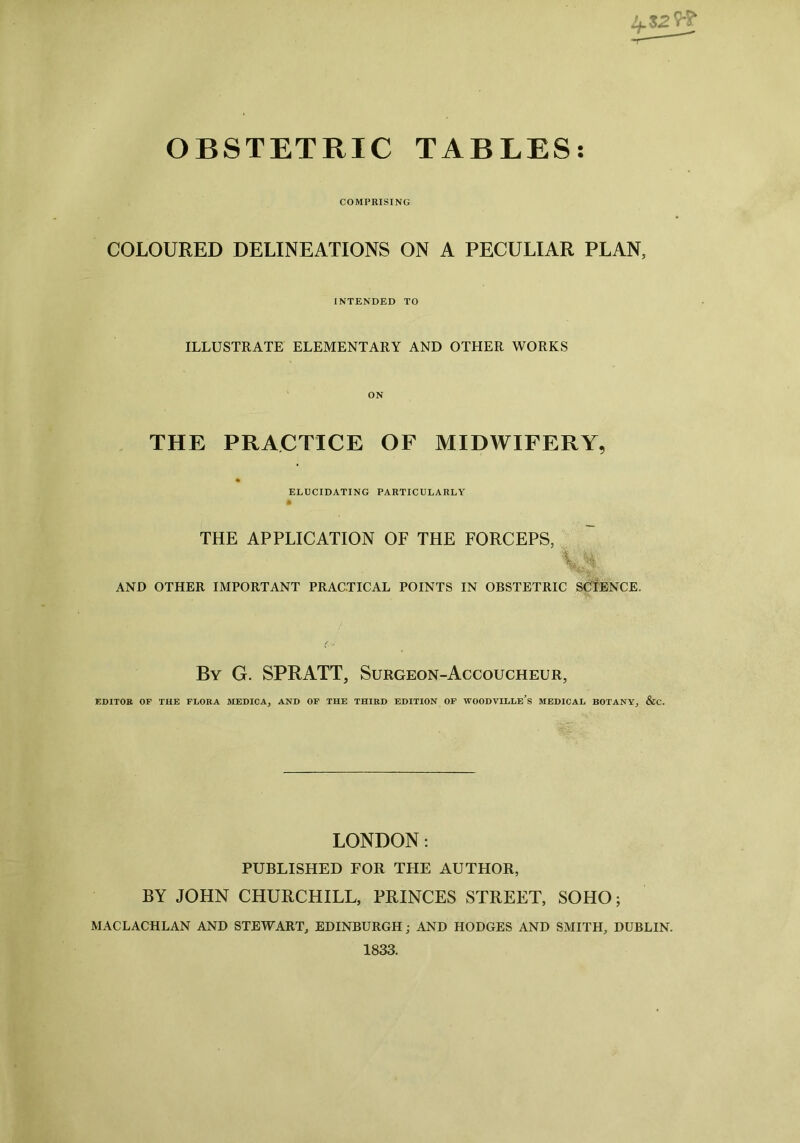 OBSTETRIC TABLES:
COMPRISING
COLOURED DELINEATIONS ON A PECULIAR PLAN,
INTENDED TO
ILLUSTRATE ELEMENTARY AND OTHER WORKS
ON
THE PRACTICE OF MIDWIFERY,
ELUCIDATING PARTICULARLY
THE APPLICATION OF THE FORCEPS,
AND OTHER IMPORTANT PRACTICAL POINTS IN OBSTETRIC SCIENCE.
By G. SPRATT, Surgeon-Accoucheur,
EDITOR OF THE FLORA MEDICA, AND OF THE THIRD EDITION OF WOODVILLE'S MEDICAL BOTANY, &c.
LONDON:
PUBLISHED FOR THE AUTHOR,
BY JOHN CHURCHILL, PRINCES STREET, SOHO;
MACLACHLAN AND STEWART, EDINBURGH; AND HODGES AND SMITH, DUBLIN.
1833.